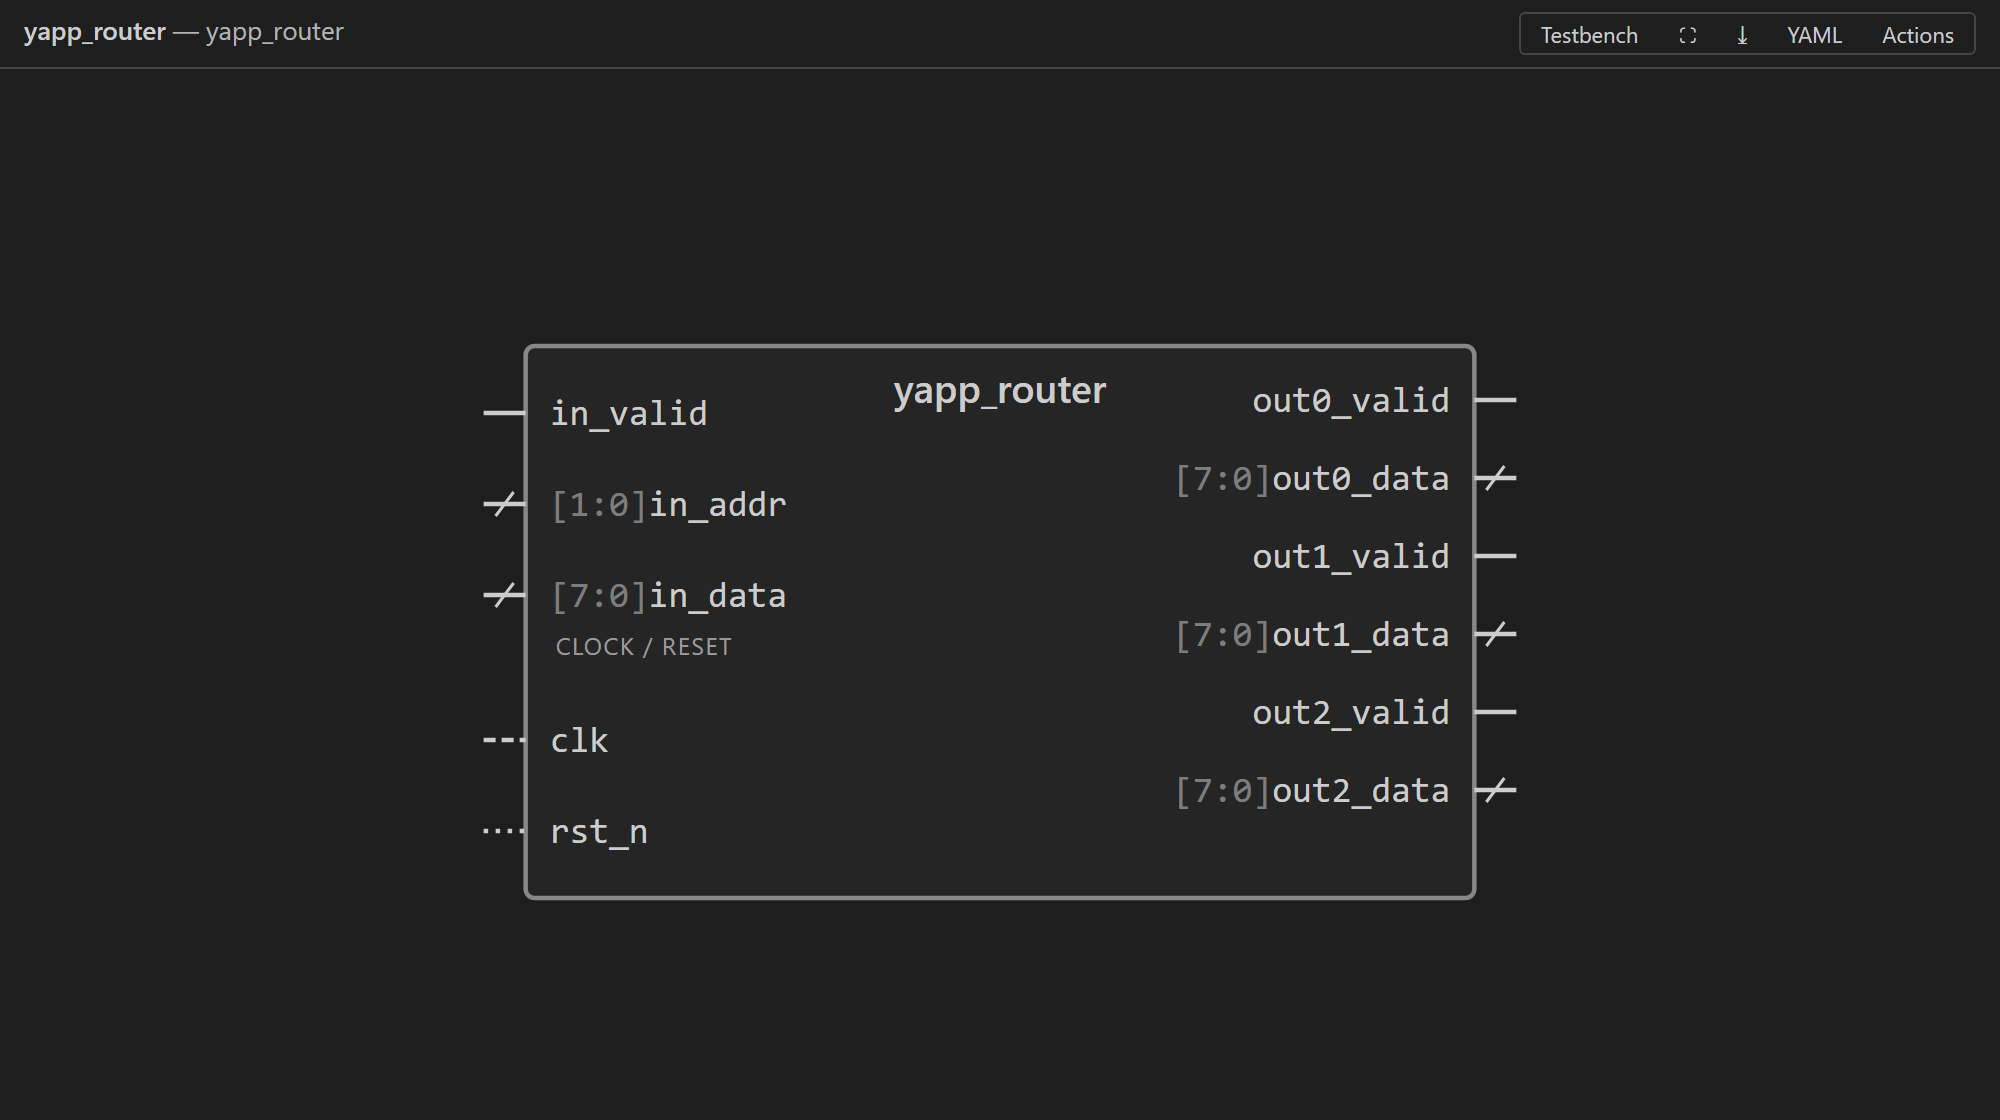 yapp_router — yapp_router
Testbench YAML Actions
yapp_router
in_valid
[1:0]in_addr
[7:0]in_data
CLOCK / RESET
clk
rst_n
out0_valid
[7:0]out0_data
out1_valid
[7:0]out1_data
out2_valid
[7:0]out2_data